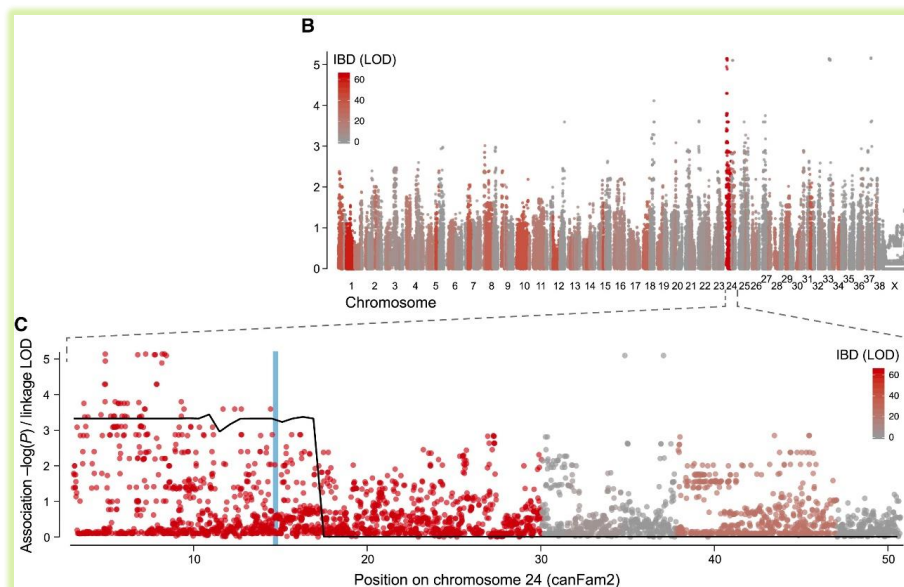 B
IBD (LOD)
5
60
4
40
20
3
0
2
1
0
1 2 3 4 5 6 7 8 9 10 11 12 13 14 15 16 17 18 19 20 21 22 23 24 25 26 27 28 29 30 31 32 33 34 35 36 37 38 X
Chromosome
C
IBD (LOD)
5
60
4
40
20
3
0
2
1
0
Association –log(P) / linkage LOD
10 20 30 40 50
Position on chromosome 24 (canFam2)